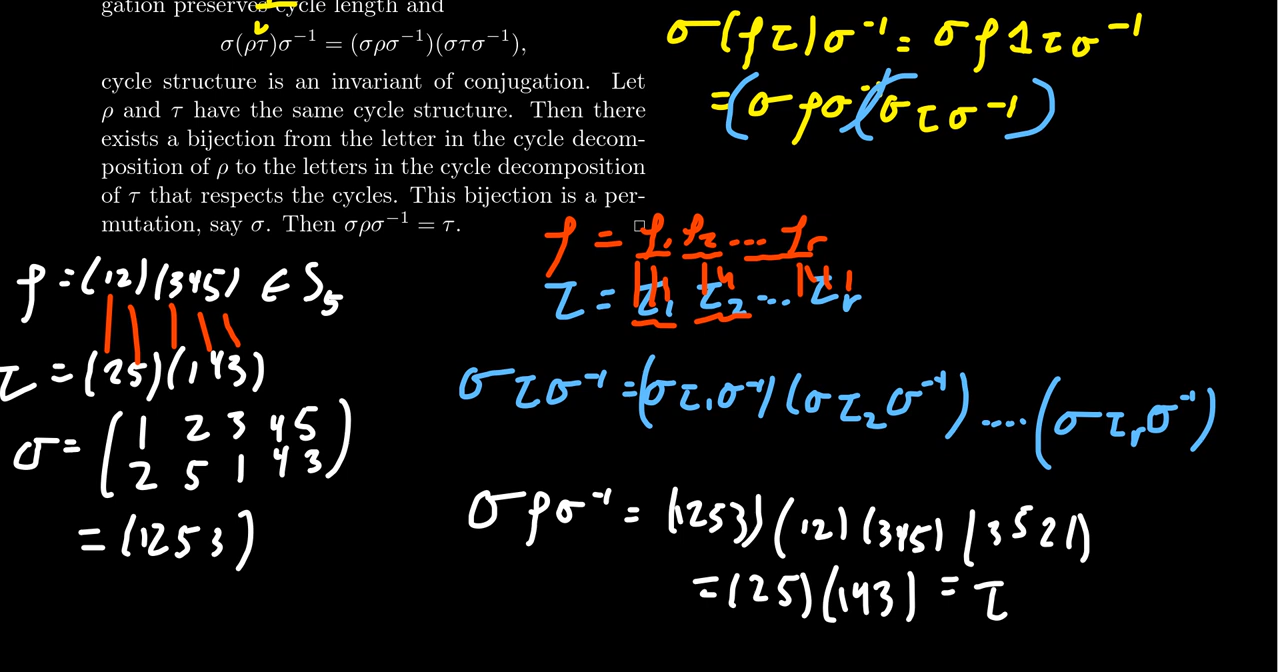 gation preserves cycle length and
σ(ρτ)σ⁻¹ = (σρσ⁻¹)(στσ⁻¹),
cycle structure is an invariant of conjugation. Let
ρ and τ have the same cycle structure. Then there
exists a bijection from the letter in the cycle decom-
position of ρ to the letters in the cycle decomposition
of τ that respects the cycles. This bijection is a per-
mutation, say σ. Then σρσ⁻¹ = τ. □
σ(ρτ)σ⁻¹ = σρ1τσ⁻¹
= (σρσ⁻¹)(στσ⁻¹)
ρ = ρ₁ ρ₂ ... ρᵣ
τ = τ₁ τ₂ ... τᵣ
ρ = (12)(345) ∈ S₅
τ = (25)(143)
σ = (1 2 3 4 5
2 5 1 4 3)
= (1253)
στσ⁻¹ = (στ₁σ⁻¹)(στ₂σ⁻¹) .... (στᵣσ⁻¹)
σρσ⁻¹ = (1253)(12)(345)(3521)
= (25)(143) = τ